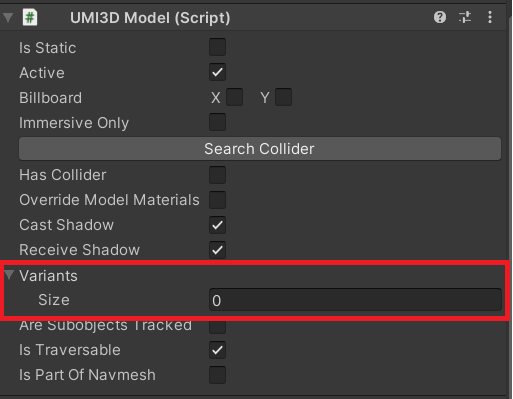 # UMI3D Model (Script)
Is Static
Active
Billboard X Y
Immersive Only
Search Collider
Has Collider
Override Model Materials
Cast Shadow
Receive Shadow
Variants
Size 0
Are Subobjects Tracked
Is Traversable
Is Part Of Navmesh